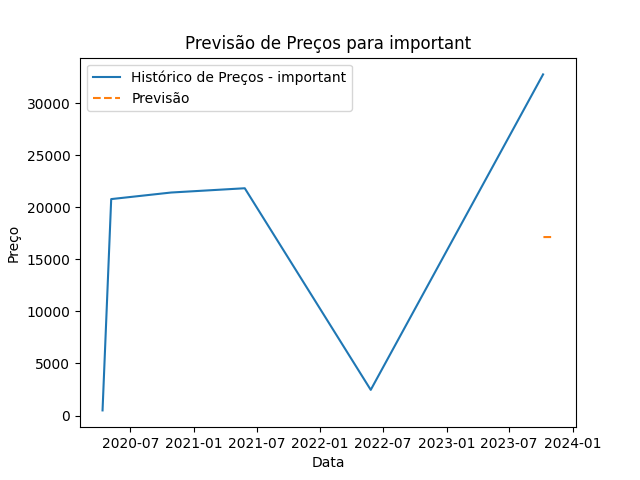 Previsão de Preços para important
Histórico de Preços - important
Previsão
30000
25000
20000
15000
10000
5000
0
Preço
2020-07 2021-01 2021-07 2022-01 2022-07 2023-01 2023-07 2024-01
Data